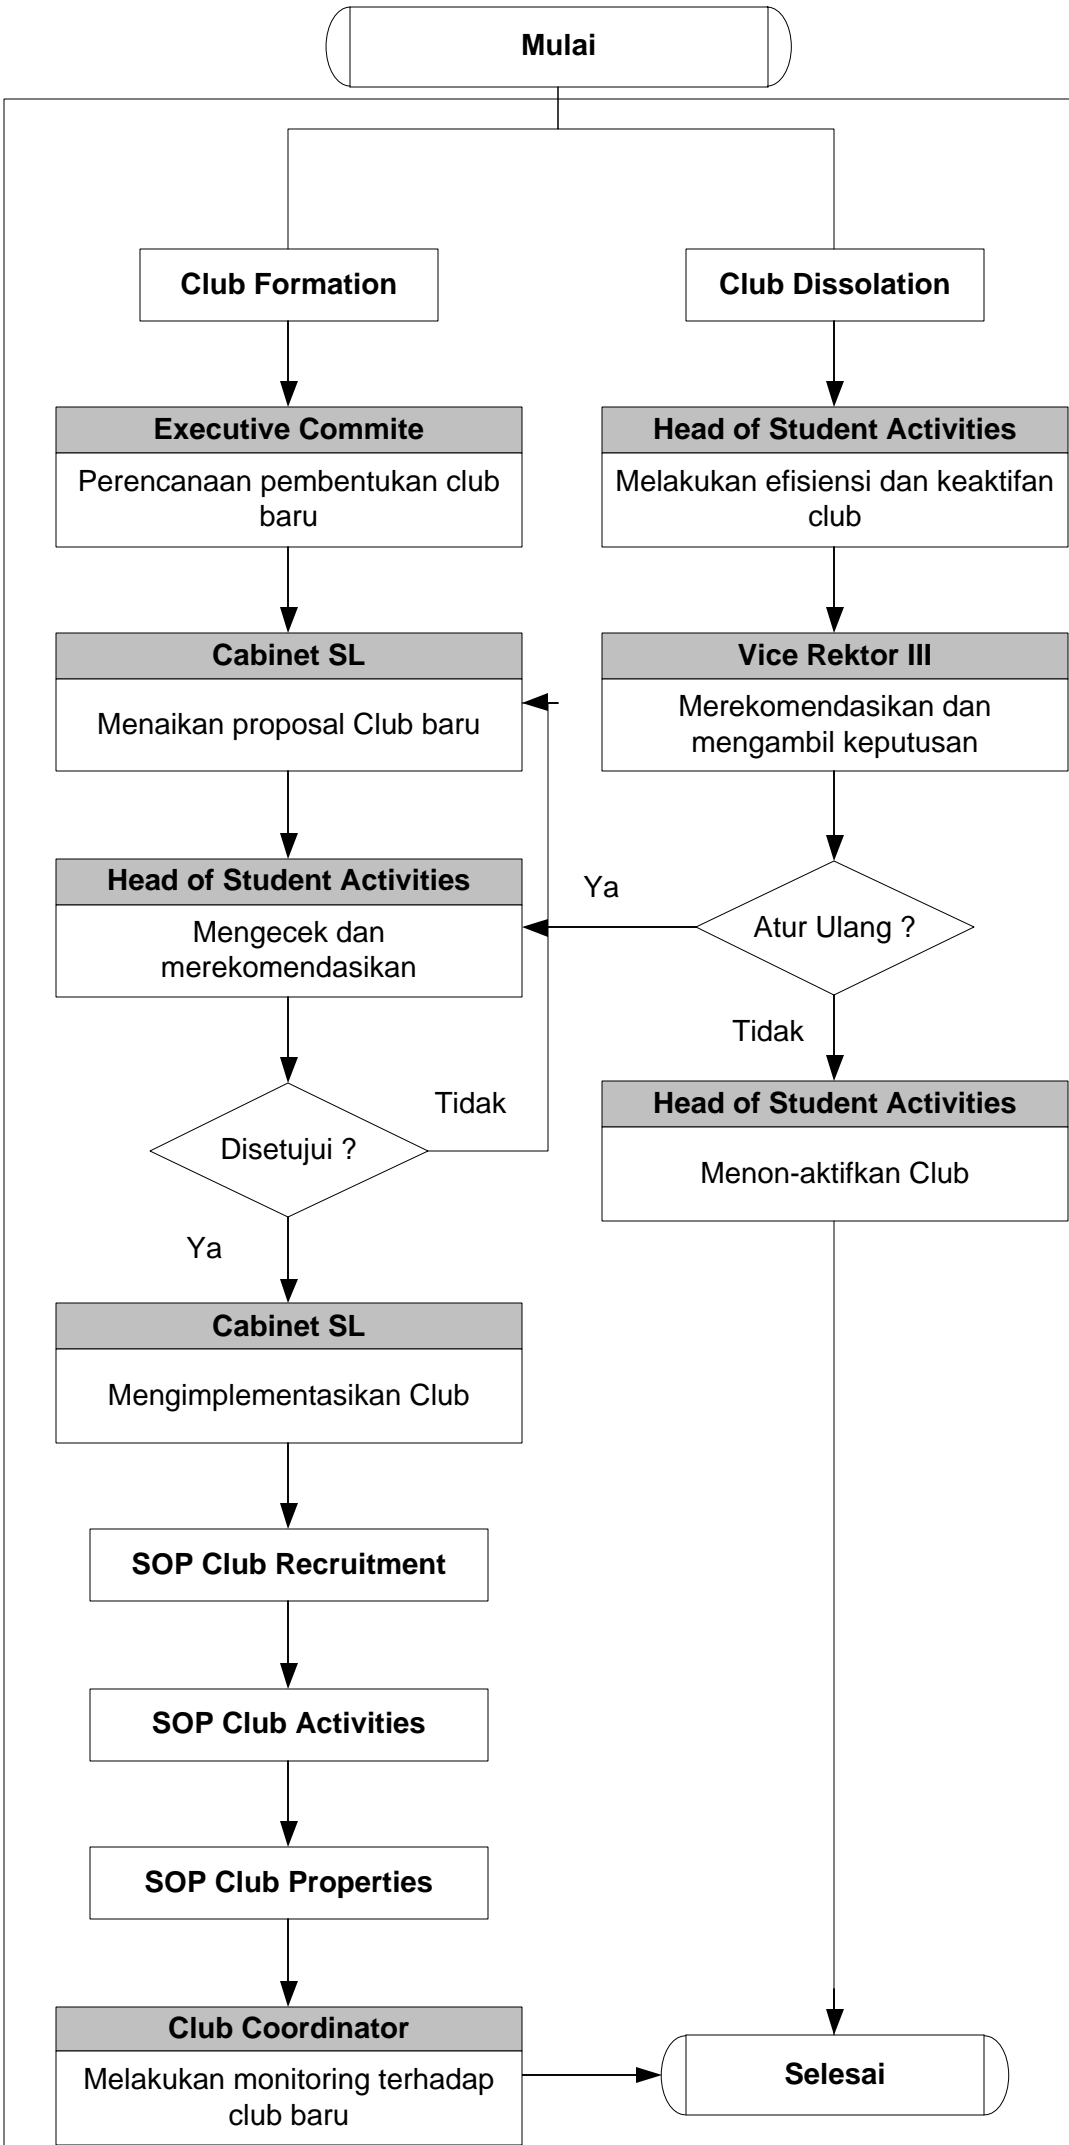 Mulai
Club Formation
Club Dissolation
Executive Commite
Perencanaan pembentukan club
baru
Head of Student Activities
Melakukan efisiensi dan keaktifan
club
Cabinet SL
Menaikan proposal Club baru
Vice Rektor III
Merekomendasikan dan
mengambil keputusan
Head of Student Activities
Mengecek dan
merekomendasikan
Ya
Atur Ulang ?
Tidak
Disetujui ?
Tidak
Head of Student Activities
Menon-aktifkan Club
Ya
Cabinet SL
Mengimplementasikan Club
SOP Club Recruitment
SOP Club Activities
SOP Club Properties
Club Coordinator
Melakukan monitoring terhadap
club baru
Selesai